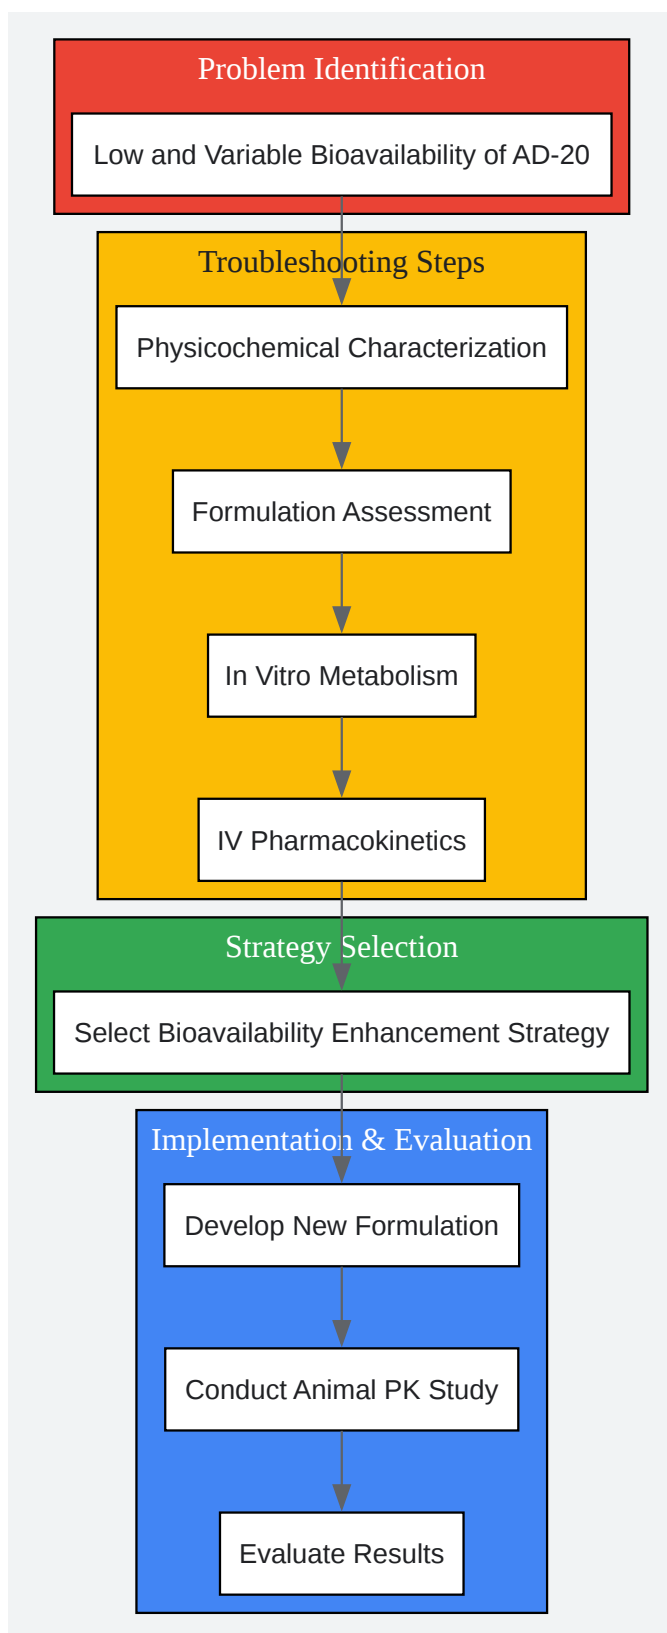 Problem Identification
Low and Variable Bioavailability of AD-20
Troubleshooting Steps
Physicochemical Characterization
Formulation Assessment
In Vitro Metabolism
IV Pharmacokinetics
Strategy Selection
Select Bioavailability Enhancement Strategy
Implementation & Evaluation
Develop New Formulation
Conduct Animal PK Study
Evaluate Results